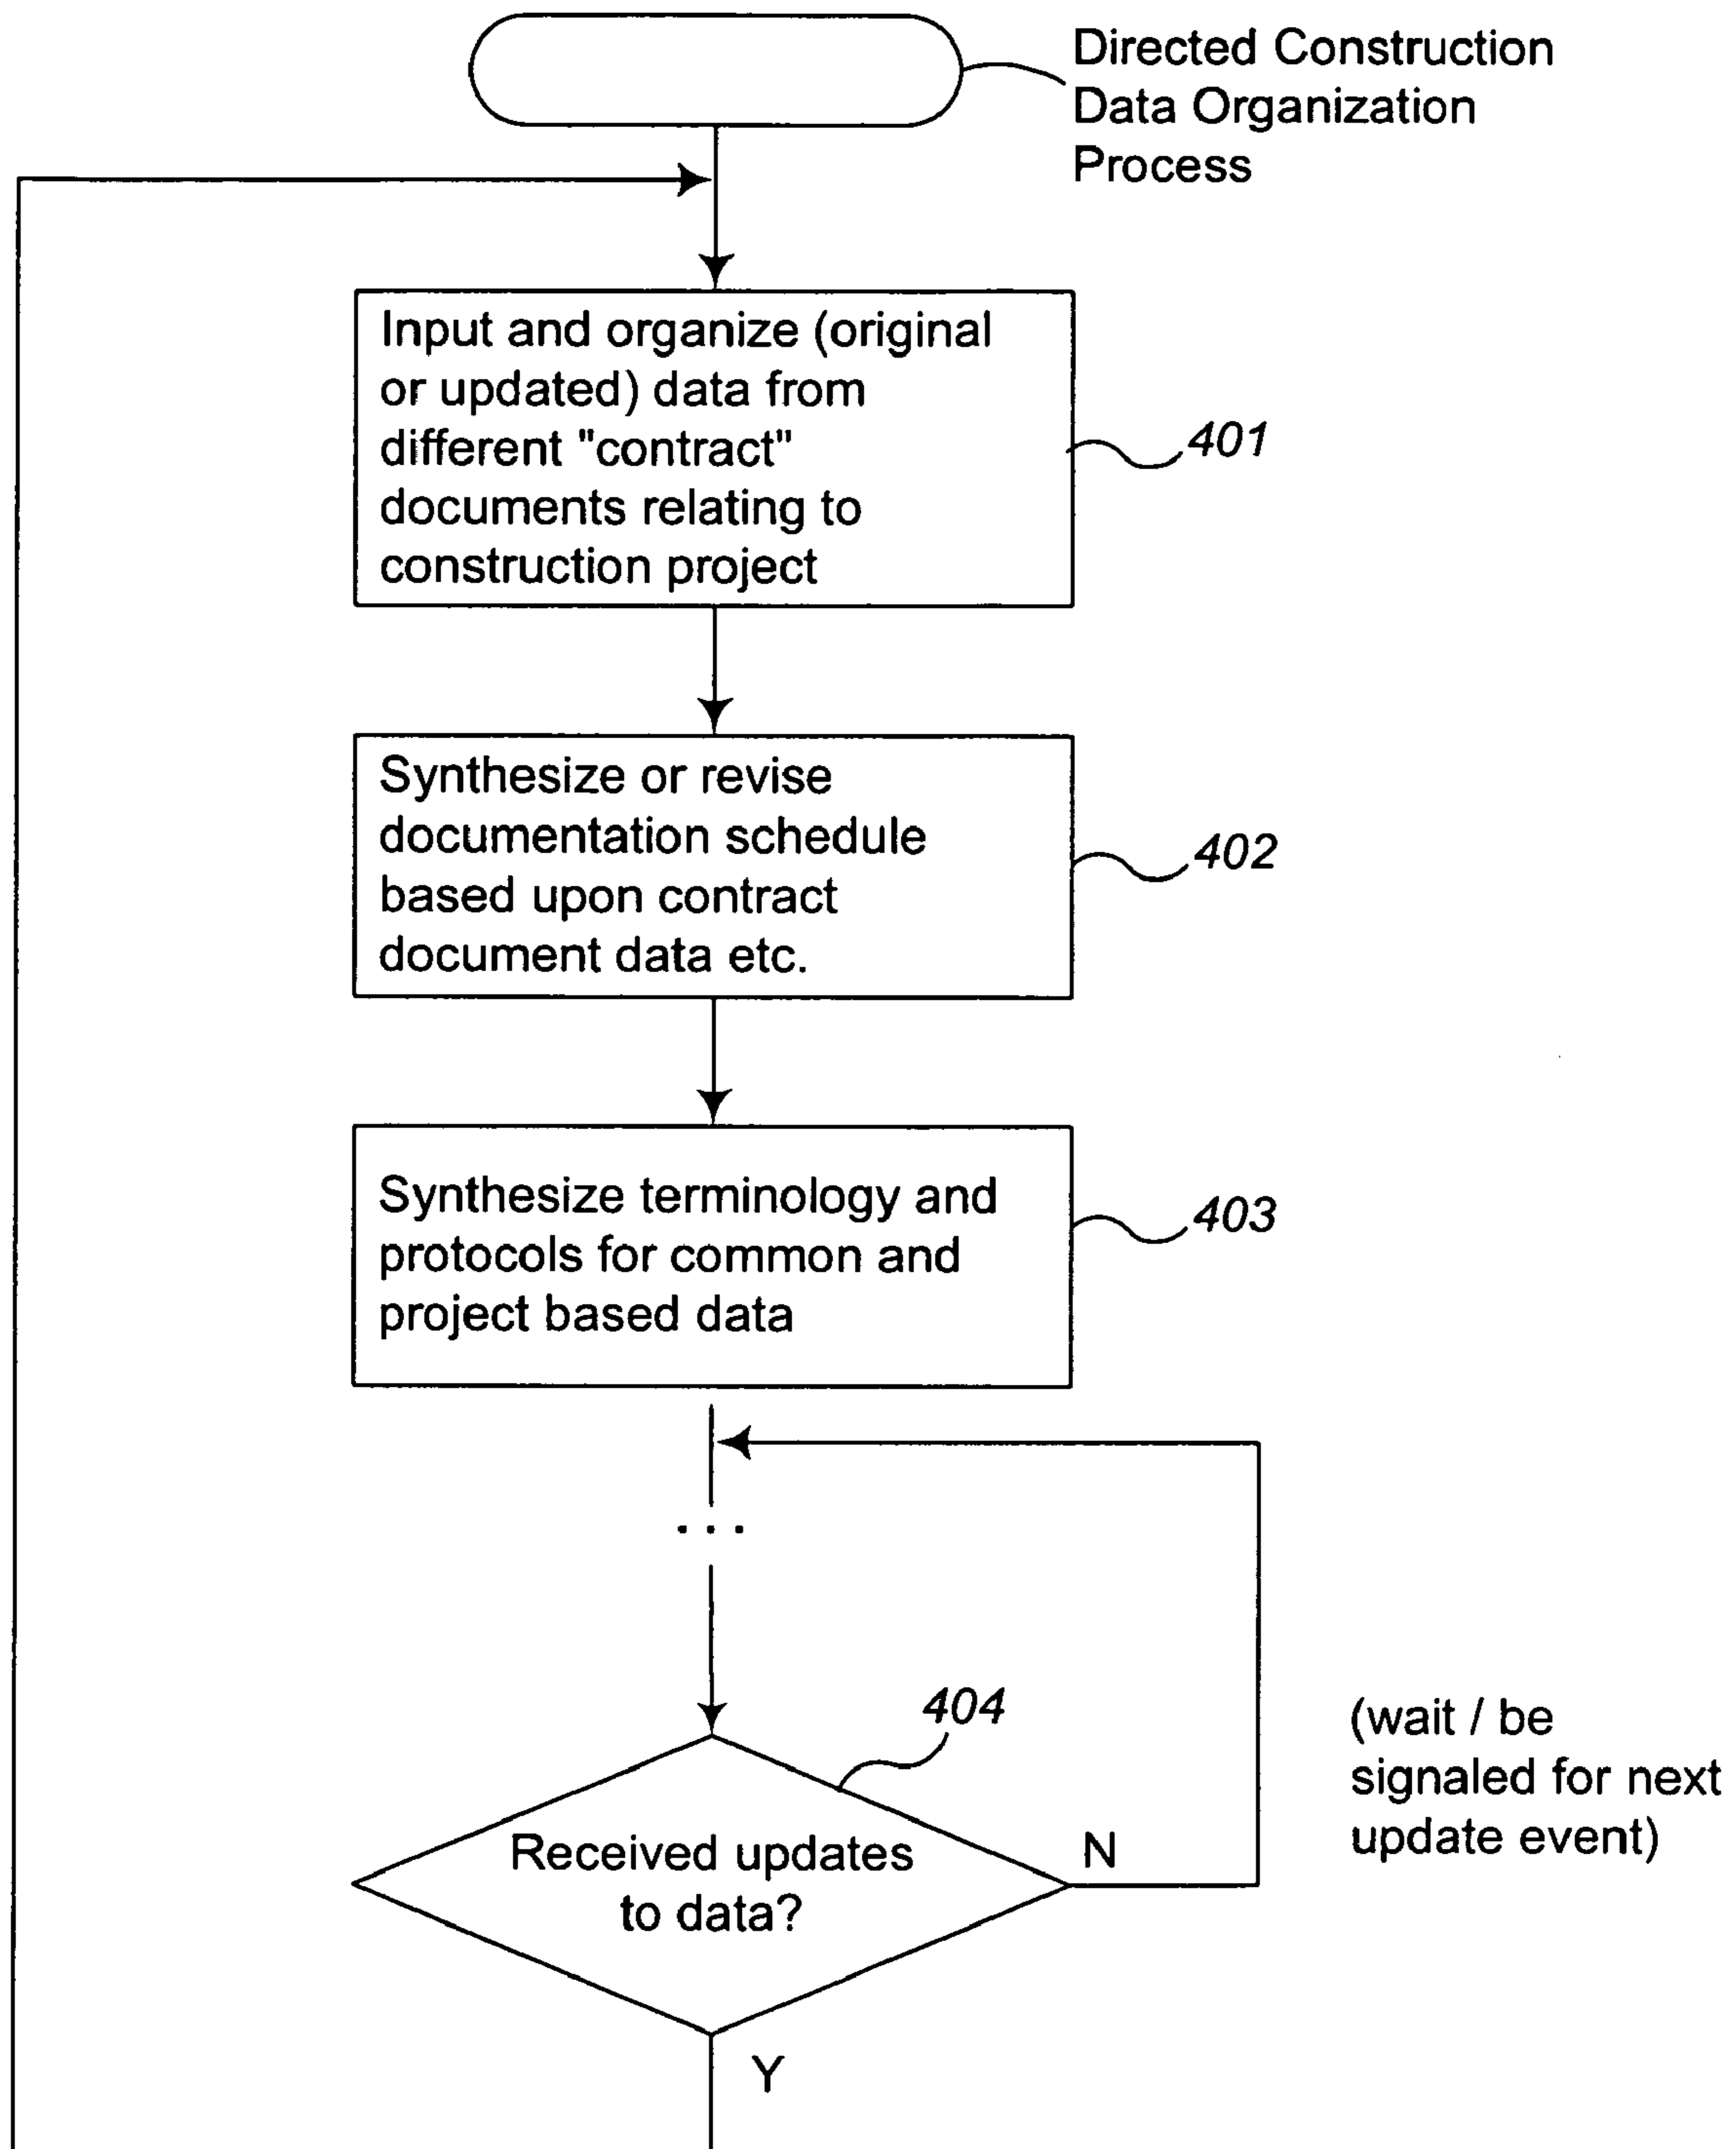 Directed Construction
Data Organization
Process
Input and organize (original
or updated) data from
different "contract"
documents relating to
construction project
401
Synthesize or revise
documentation schedule
based upon contract
document data etc.
402
Synthesize terminology and
protocols for common and
project based data
403
. . .
404
Received updates
to data?
N
(wait / be
signaled for next
update event)
Y